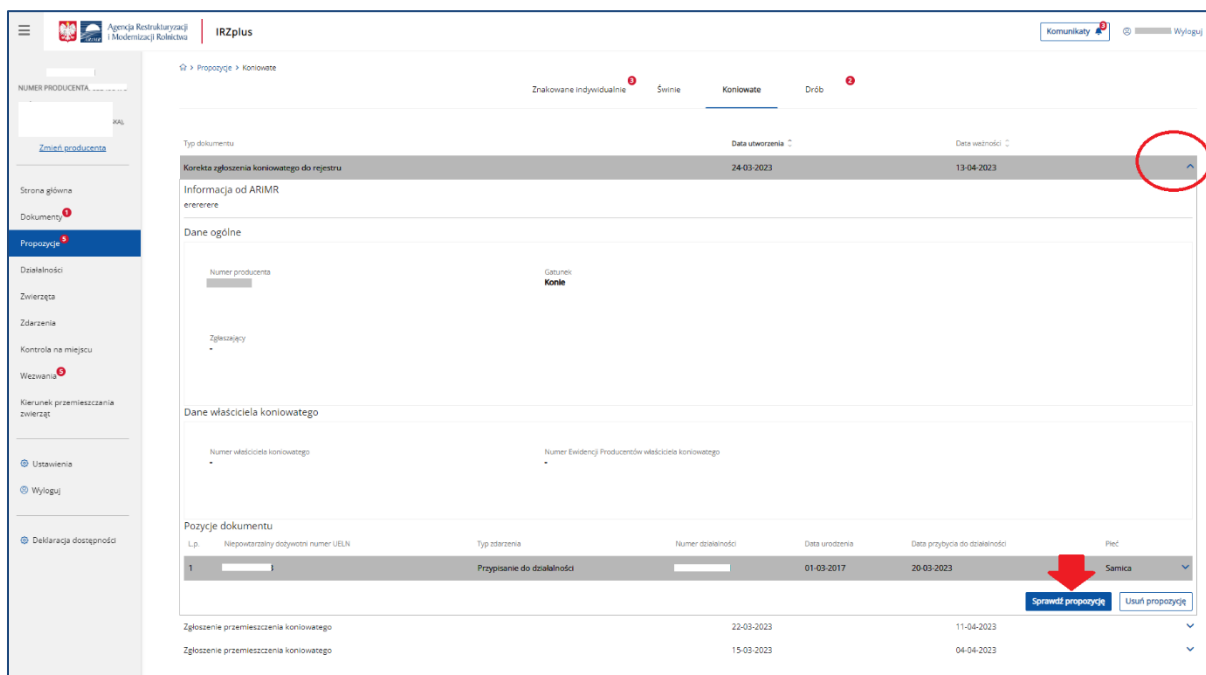 Agencja Restrukturyzacji
i Modernizacji Rolnictwa
IRZplus
Komunikaty 3
Wyloguj
> Propozycje > Koniowate
NUMER PRODUCENTA
Zmień producenta
Znakowane indywidualnie 3 Świnie Koniowate Drób 2
Strona główna
Dokumenty 1
Propozycje 5
Działalności
Zwierzęta
Zdarzenia
Kontrola na miejscu
Wezwania 5
Kierunek przemieszczania
zwierząt
Ustawienia
Wyloguj
Deklaracja dostępności
Typ dokumentu Data utworzenia Data ważności
Korekta zgłoszenia koniowatego do rejestru 24-03-2023 13-04-2023
Informacja od ARiMR
erererere
Dane ogólne
Numer producenta Gatunek
Konie
Zgłaszający
-
Dane właściciela koniowatego
Numer właściciela koniowatego Numer Ewidencji Producentów właściciela koniowatego
- -
Pozycje dokumentu
L.p. Niepowtarzalny dożywotni numer UELN Typ zdarzenia Numer działalności Data urodzenia Data przybycia do działalności Płeć
1 Przypisanie do działalności 01-03-2017 20-03-2023 Samica
Sprawdź propozycję Usuń propozycję
Zgłoszenie przemieszczenia koniowatego 22-03-2023 11-04-2023
Zgłoszenie przemieszczenia koniowatego 15-03-2023 04-04-2023